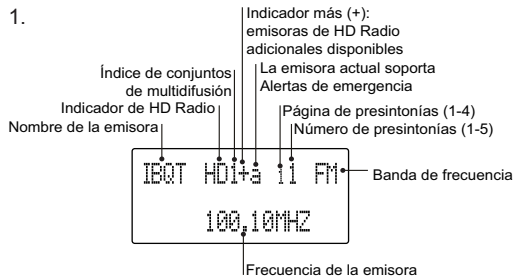 1.
Indicador más (+):
emisoras de HD Radio
adicionales disponibles
Índice de conjuntos
de multidifusión
La emisora actual soporta
Alertas de emergencia
Indicador de HD Radio
Página de presintonías (1-4)
Nombre de la emisora
Número de presintonías (1-5)
IBQT HD1+a 11 FM
Banda de frecuencia
100,10MHZ
Frecuencia de la emisora